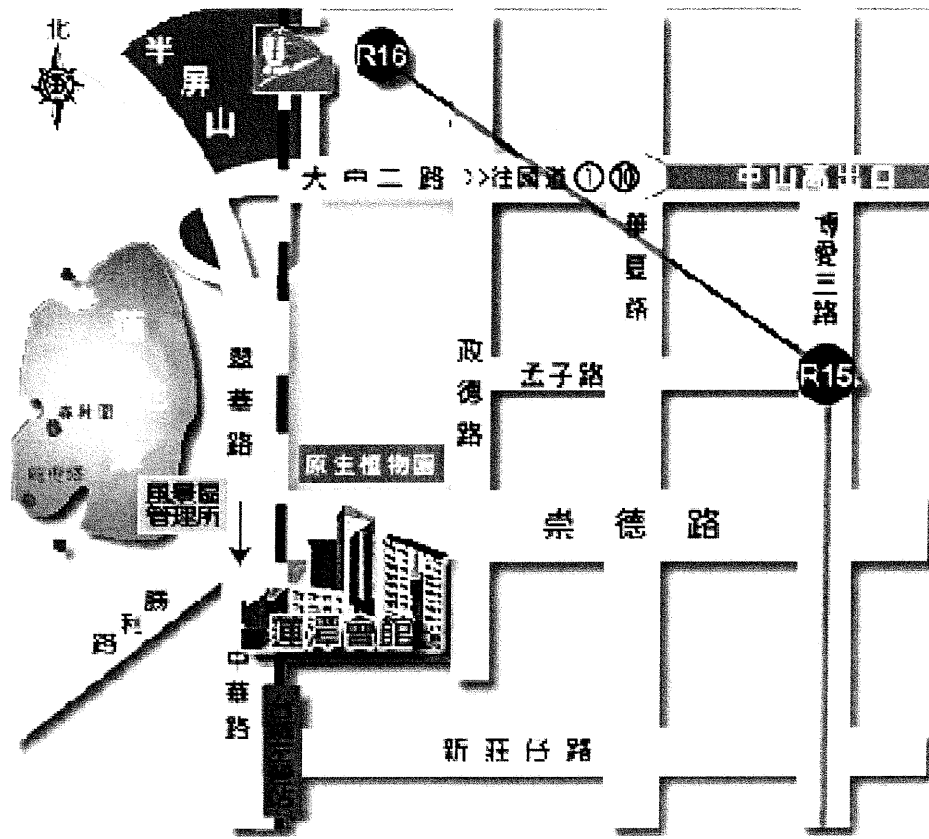 北
半屏山
R16
大中二路 >>往國道①⑩
中山高出口
華夏路
博愛三路
翠華路
政德路
孟子路
R15
原生植物園
風景區
管理所
崇德路
勝利路
蓮潭會館
中華路
新莊仔路